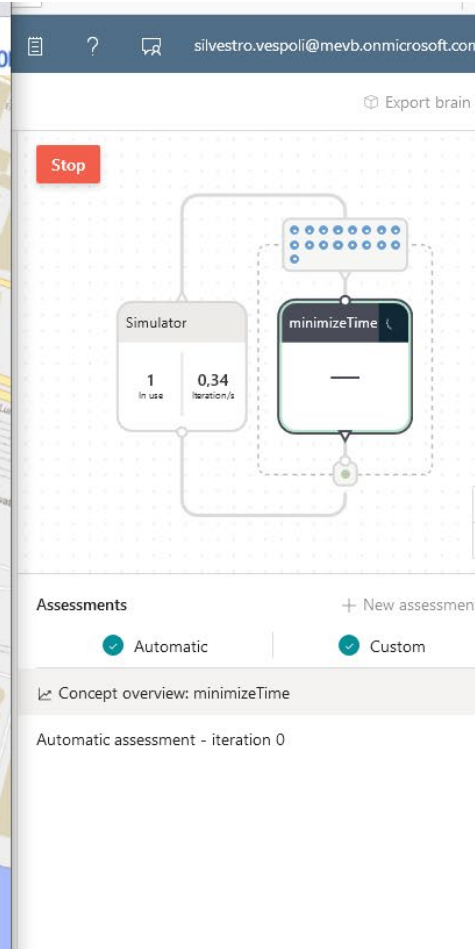 ?
silvestro.vespoli@mevb.onmicrosoft.com
Export brain
Stop
Simulator
1
In use
0,34
Iteration/s
minimizeTime
—
Assessments
+ New assessmen
Automatic
Custom
Concept overview: minimizeTime
Automatic assessment - iteration 0